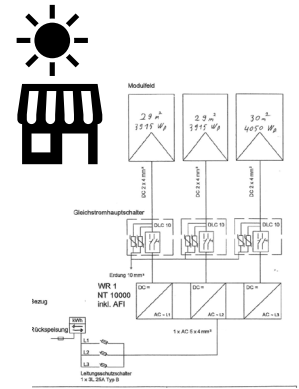 Modulfeld
29 m² 29 m² 30 m²
3915 Wp 3915 Wp 4050 Wp
DC 2 x 4 mm² DC 2 x 4 mm² DC 2 x 4 mm²
Gleichstromhauptschalter
DLC 10 DLC 10 DLC 10
Erdung 10 mm²
WR 1
NT 10000
inkl. AFI
DC = DC = DC =
AC ~ L1 AC ~ L2 AC ~ L3
ezug
kWh
Rückspeisung
1 x AC 5 x 4 mm²
L1
L2
L3
Leitungsschutzschalter
1 x 3L 25A Typ B